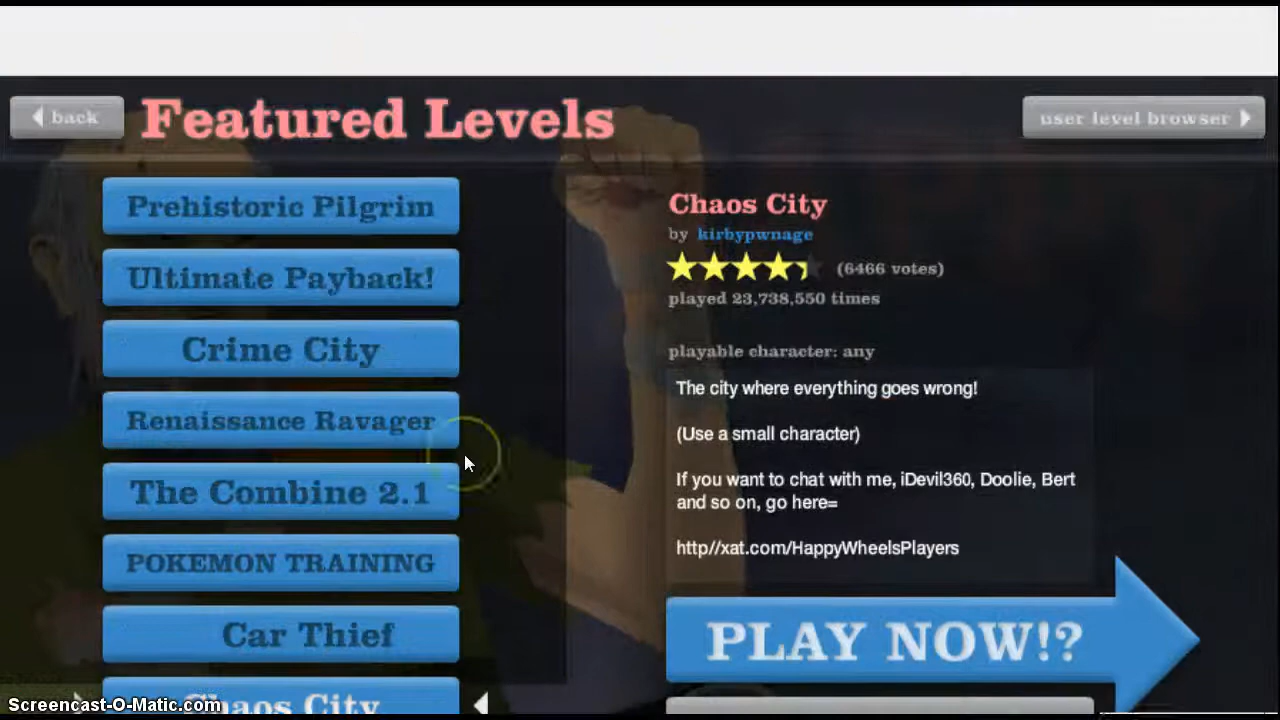 back
Featured Levels
user level browser
Prehistoric Pilgrim
Ultimate Payback!
Crime City
Renaissance Ravager
The Combine 2.1
POKEMON TRAINING
Car Thief
Chaos City
Chaos City
by kirbypwnage
(6466 votes)
played 23,738,550 times
playable character: any
The city where everything goes wrong!
(Use a small character)
If you want to chat with me, iDevil360, Doolie, Bert
and so on, go here=
http//xat.com/HappyWheelsPlayers
PLAY NOW!?
Screencast-O-Matic.com